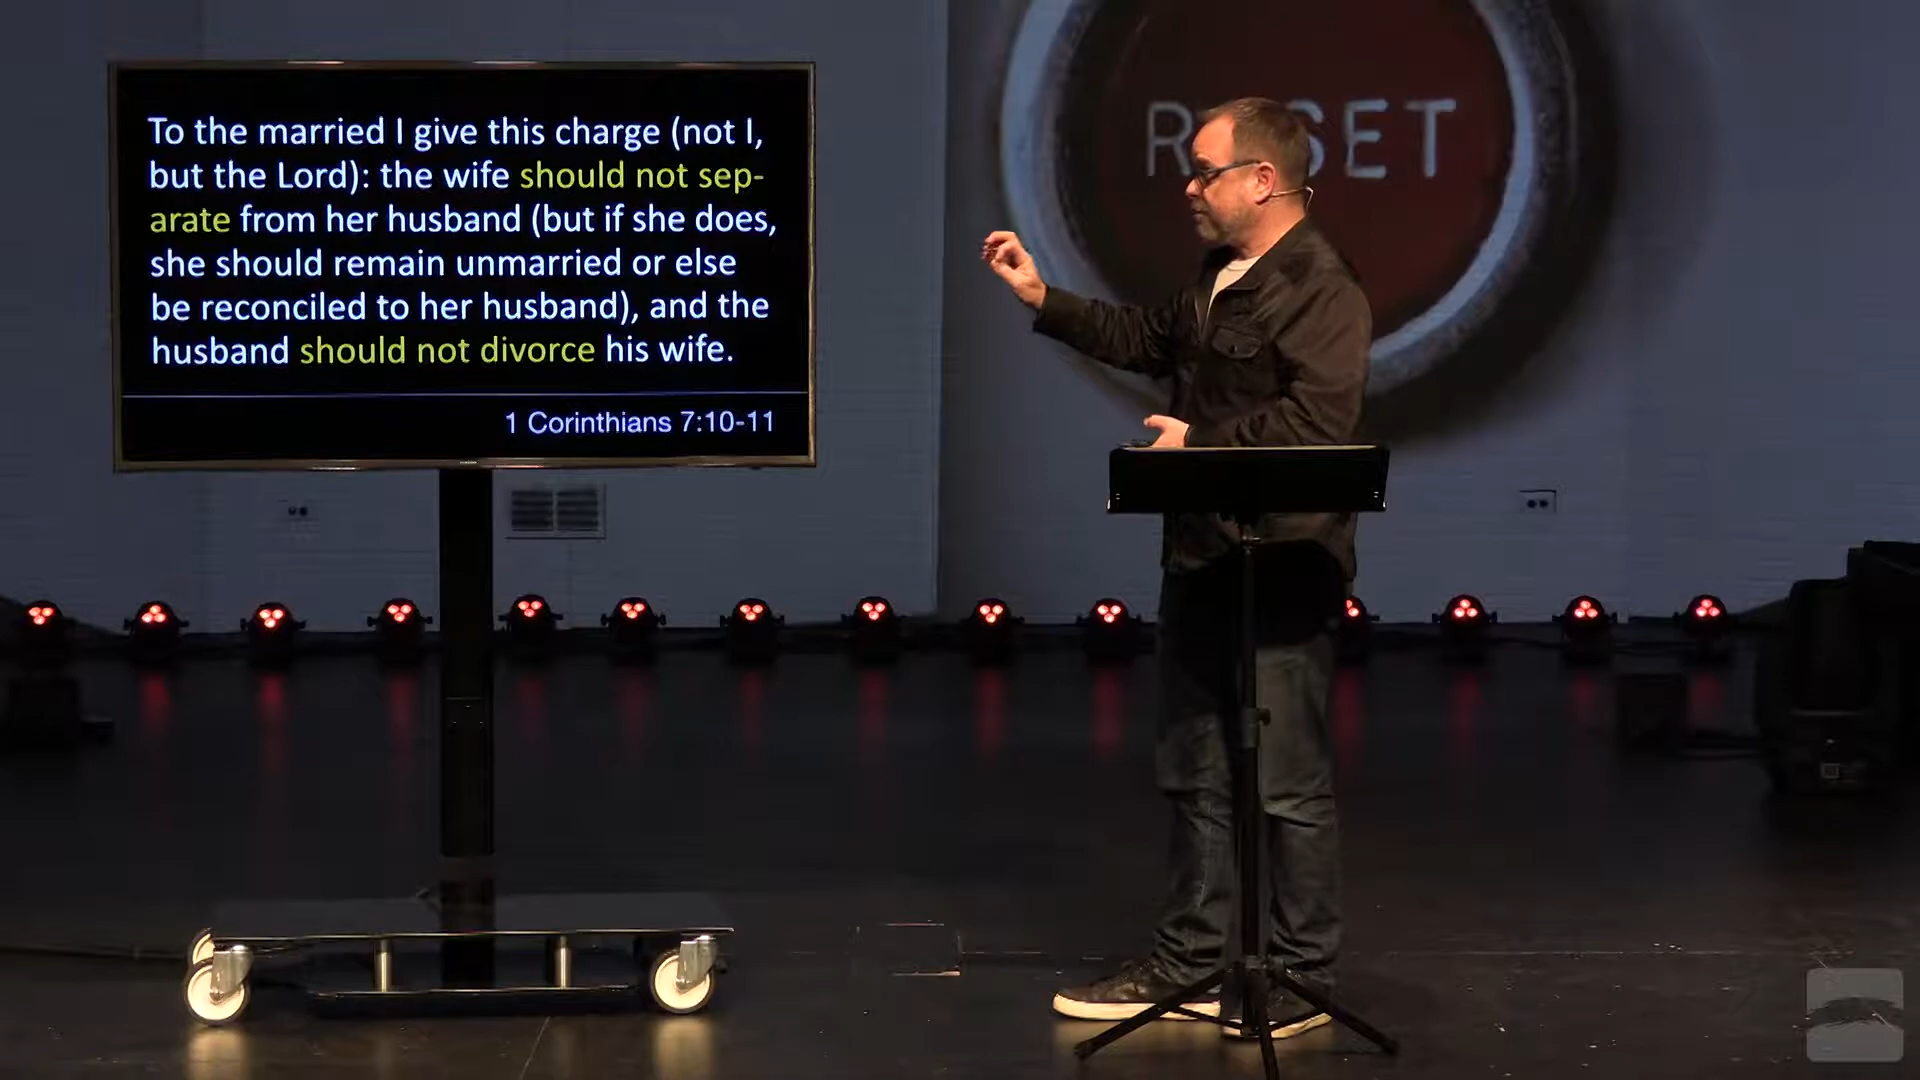 To the married I give this charge (not I,
but the Lord): the wife should not sep-
arate from her husband (but if she does,
she should remain unmarried or else
be reconciled to her husband), and the
husband should not divorce his wife.
1 Corinthians 7:10-11
R SET